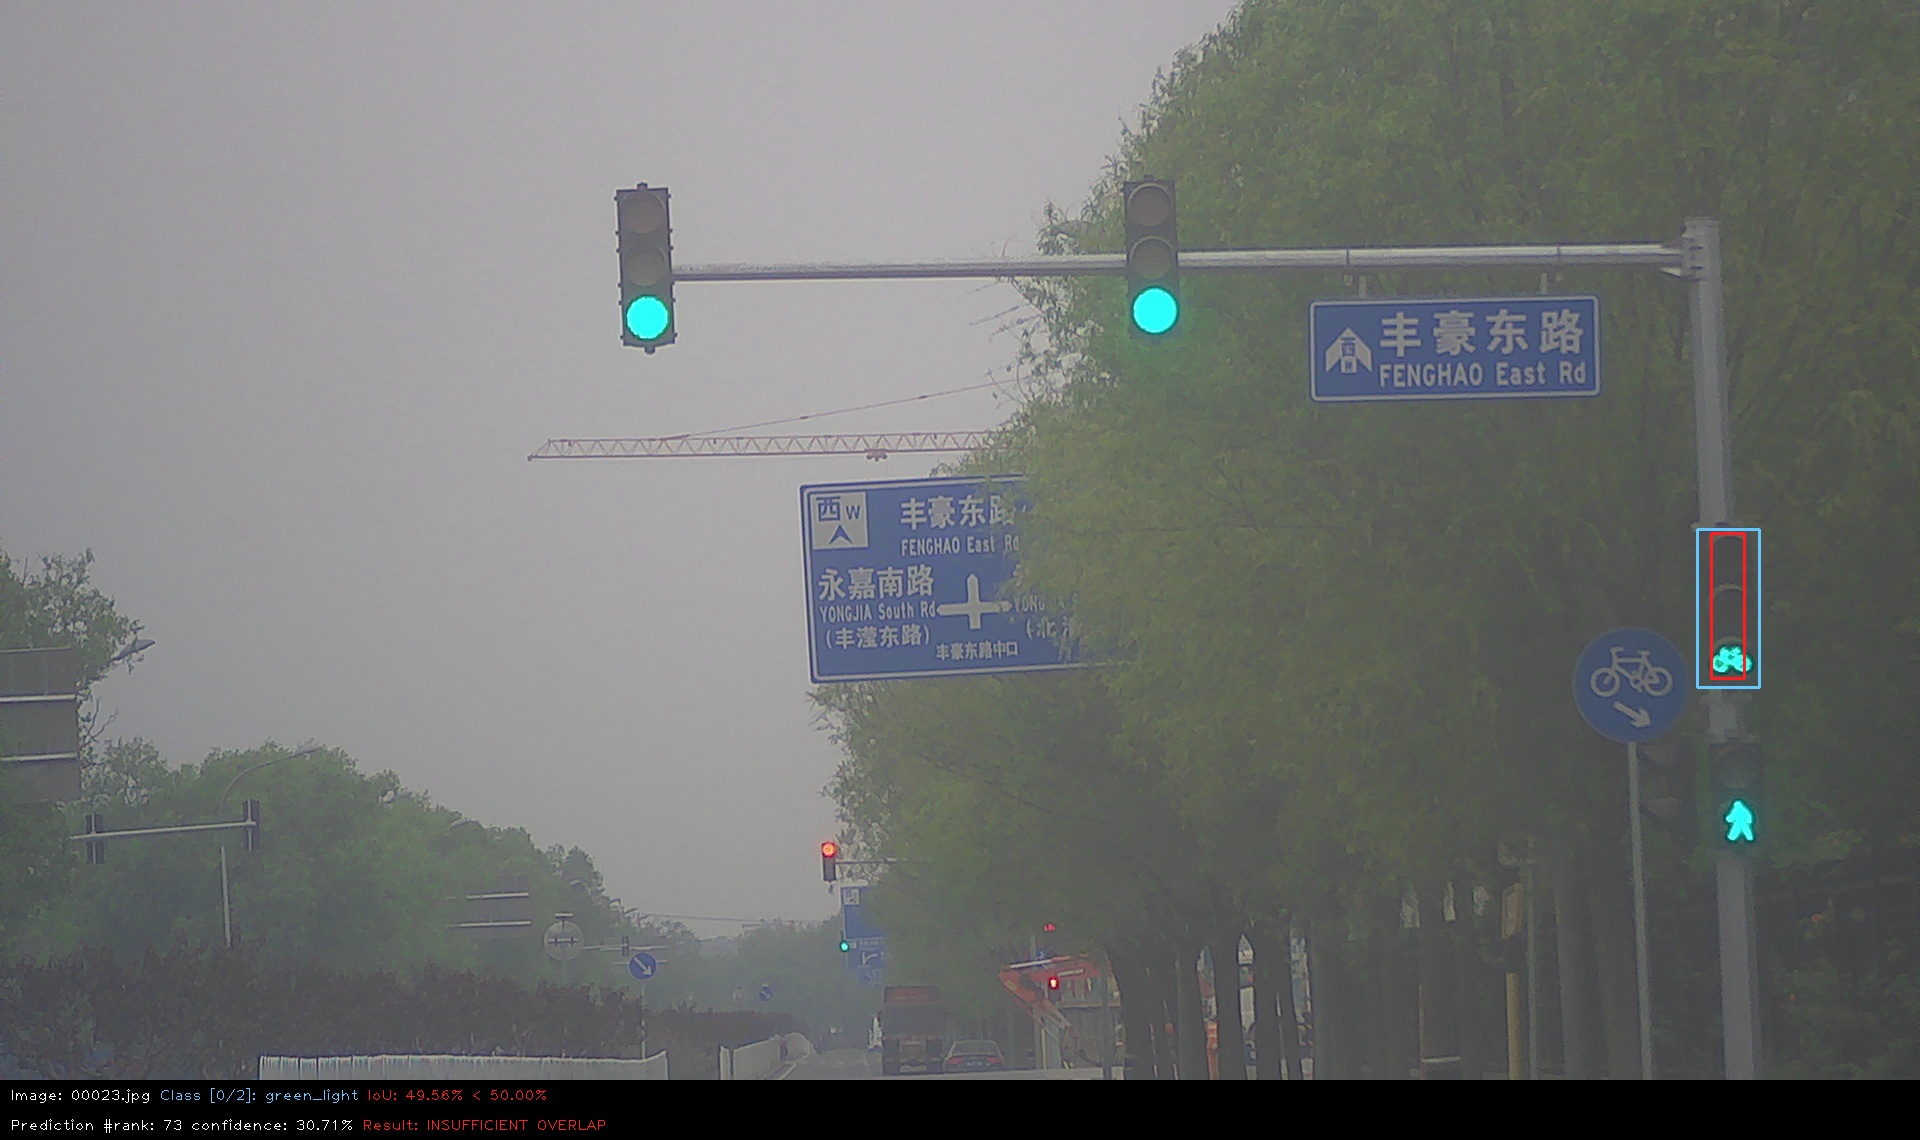 丰豪东路
FENGHAO East Rd
西 W
丰豪东路
FENGHAO East Rd
永嘉南路
YONGJIA South Rd
(丰滢东路)
丰豪东路中口
Image: 00023.jpg Class [0/2]: green_light IoU: 49.56% < 50.00%
Prediction #rank: 73 confidence: 30.71% Result: INSUFFICIENT OVERLAP